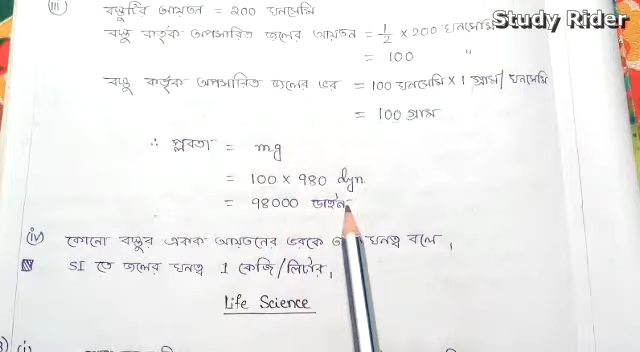 Study Rider
(iii) বস্তুটির আয়তন = 200 ঘনসেমি
বস্তু কর্তৃক অপসারিত জলের আয়তন = 1/2 × 200 ঘনসেমি
= 100 "
বস্তু কর্তৃক অপসারিত জলের ভর = 100 ঘনসেমি × 1 গ্রাম/ঘনসেমি
= 100 গ্রাম
∴ প্লবতা = mg
= 100 × 980 dyn
= 98000 ডাইন
(iv) কোনো বস্তুর একক আয়তনের ভরকে ঘনত্ব বলে,
SI তে জলের ঘনত্ব 1 কেজি/লিটার,
Life Science
(i)